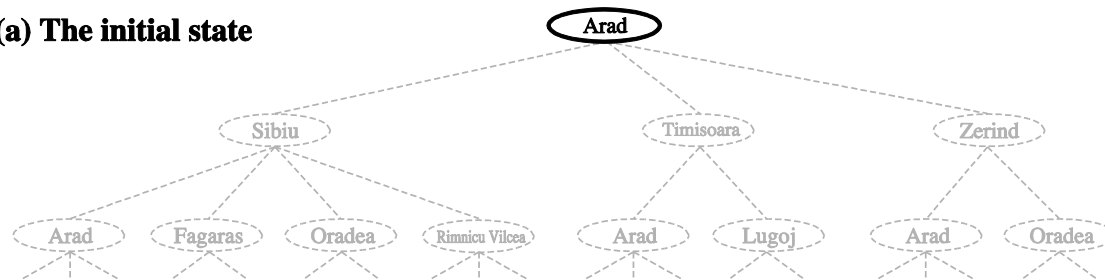 (a) The initial state
Arad
Sibiu
Timisoara
Zerind
Arad
Fagaras
Oradea
Rimnicu Vilcea
Arad
Lugoj
Arad
Oradea